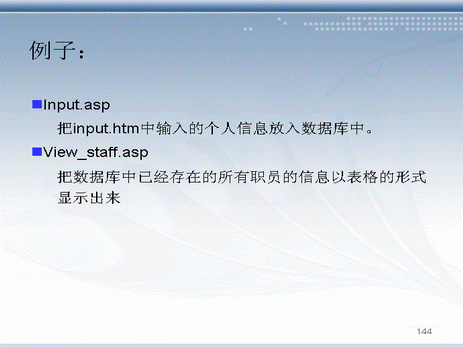 例子：
Input.asp
把input.htm中输入的个人信息放入数据库中。
View_staff.asp
把数据库中已经存在的所有职员的信息以表格的形式
显示出来
144